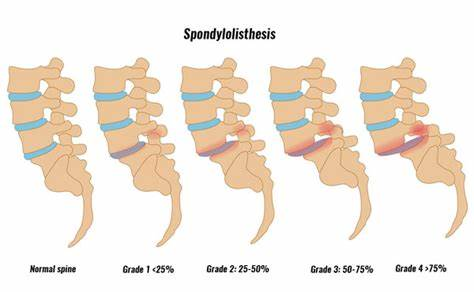 Spondylolisthesis
Normal spine
Grade 1 <25%
Grade 2: 25-50%
Grade 3: 50-75%
Grade 4 >75%